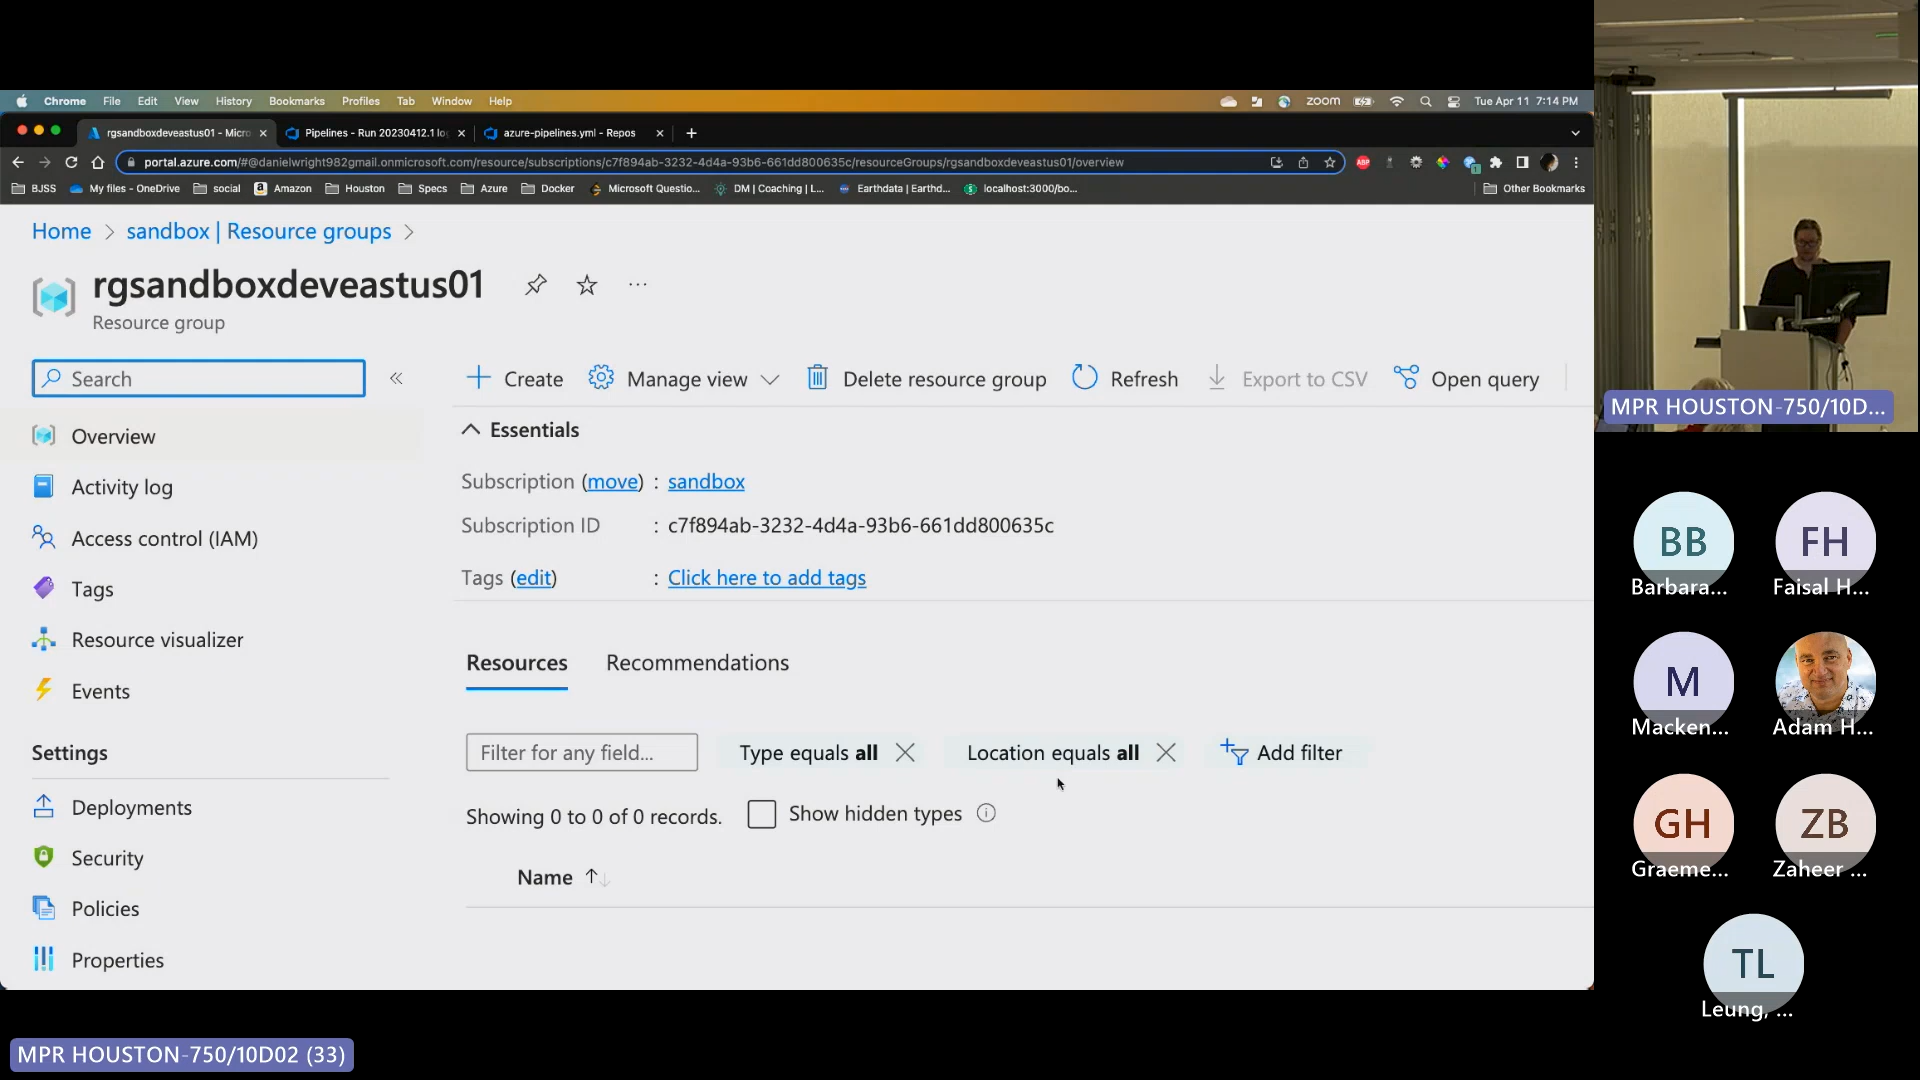 Chrome File Edit View History Bookmarks Profiles Tab Window Help
zoom
Tue Apr 11 7:14 PM
rgsandboxdeveastus01 - Micro
Pipelines - Run 20230412.1 lo
azure-pipelines.yml - Repos
portal.azure.com/#@danielwright982gmail.onmicrosoft.com/resource/subscriptions/c7f894ab-3232-4d4a-93b6-661dd800635c/resourceGroups/rgsandboxdeveastus01/overview
ABP
BJSS My files - OneDrive social Amazon Houston Specs Azure Docker Microsoft Questio... DM | Coaching | L... Earthdata | Earthd... localhost:3000/bo... Other Bookmarks
Home > sandbox | Resource groups >
rgsandboxdeveastus01
Resource group
Search
Create Manage view Delete resource group Refresh Export to CSV Open query
Overview
Activity log
Access control (IAM)
Tags
Resource visualizer
Events
Settings
Deployments
Security
Policies
Properties
Essentials
Subscription (move) : sandbox
Subscription ID : c7f894ab-3232-4d4a-93b6-661dd800635c
Tags (edit) : Click here to add tags
Resources Recommendations
Filter for any field... Type equals all Location equals all Add filter
Showing 0 to 0 of 0 records. Show hidden types
Name
MPR HOUSTON-750/10D...
BB FH
Barbara... Faisal H...
M
Macken... Adam H...
GH ZB
Graeme... Zaheer ...
TL
Leung, ...
MPR HOUSTON-750/10D02 (33)